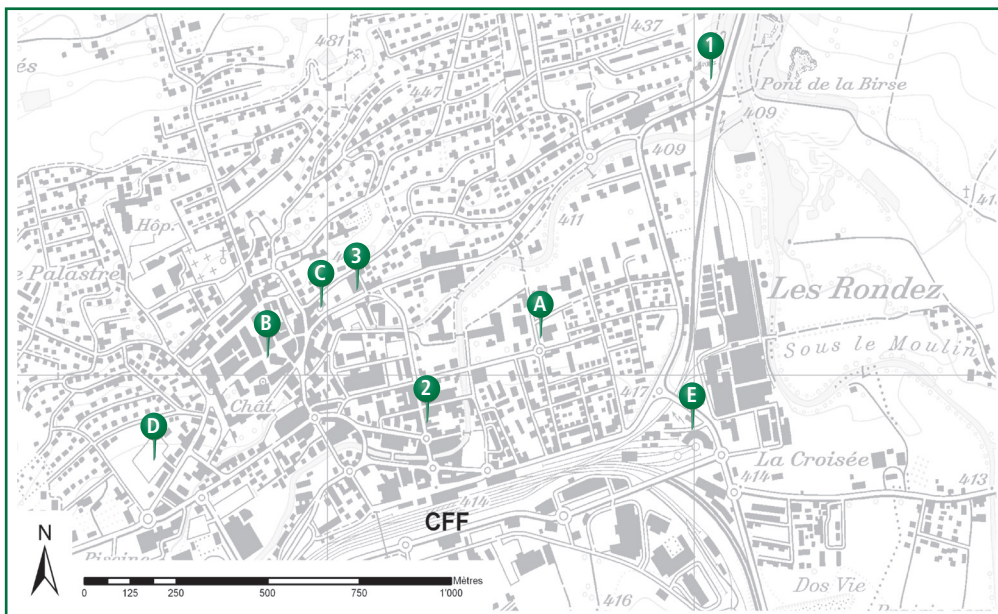 481
437
1
és
447
Pont de la Birse
409
409
Hôp.
411
e Palastre
3
C
A
Les Rondez
B
Sous le Moulin
2
417
E
Chât.
D
La Croisée
414
413
414
CFF
N
Piscine
Mètres
0
125
250
500
750
1'000
416
Dos Vie